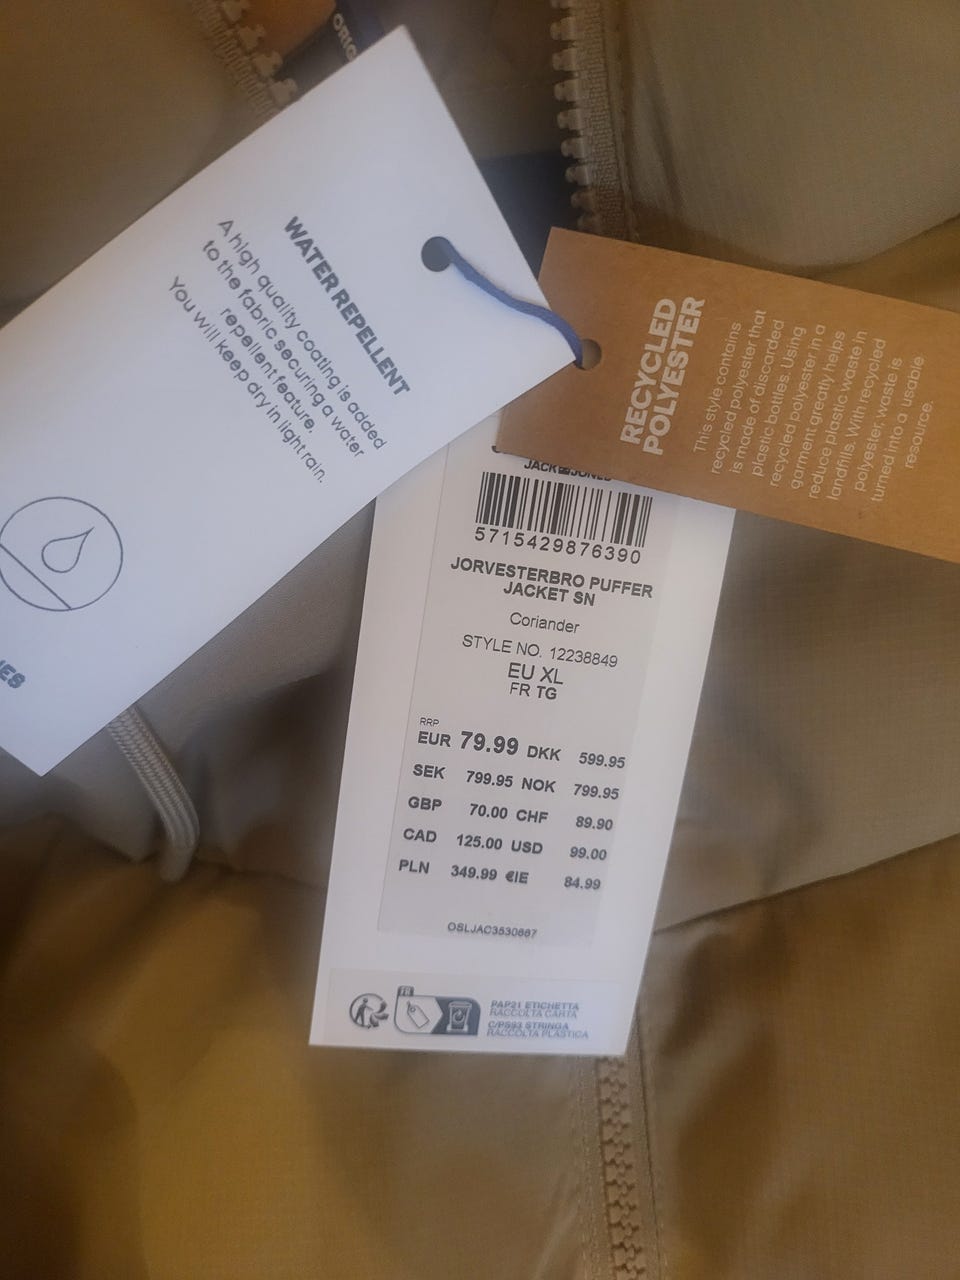 ORIG
WATER REPELLENT
A high quality coating is added
to the fabric securing a water
repellent feature.
You will keep dry in light rain.
RECYCLED
POLYESTER
This style contains
recycled polyester that
is made of discarded
plastic bottles. Using
recycled polyester in a
garment greatly helps
reduce plastic waste in
landfills. With recycled
polyester, waste is
turned into a usable
resource.
JACK & JONES
5715429876390
JORVESTERBRO PUFFER
JACKET SN
Coriander
STYLE NO. 12238849
EU XL
FR TG
RRP
EUR 79.99 DKK 599.95
SEK 799.95 NOK 799.95
GBP 70.00 CHF 89.90
CAD 125.00 USD 99.00
PLN 349.99 €IE 84.99
OSLJAC3530667
FR
PAP21 ETICHETTA
RACCOLTA CARTA
C/PS93 STRINGA
RACCOLTA PLASTICA